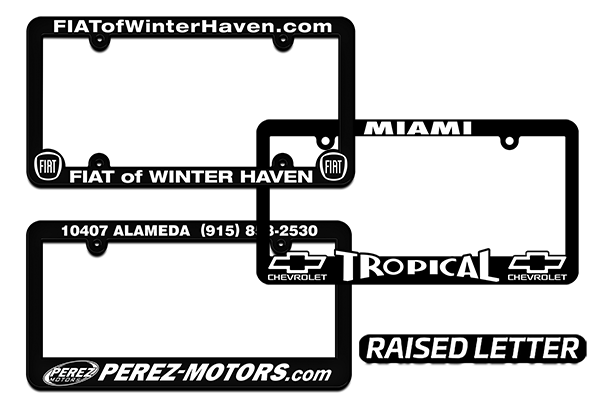 FIATofWinterHaven.com
FIAT
FIAT
FIAT of WINTER HAVEN
MIAMI
CHEVROLET
TROPICAL
CHEVROLET
10407 ALAMEDA (915) 8 3-2530
PEREZ
MOTORS
PEREZ-MOTORS.com
RAISED LETTER